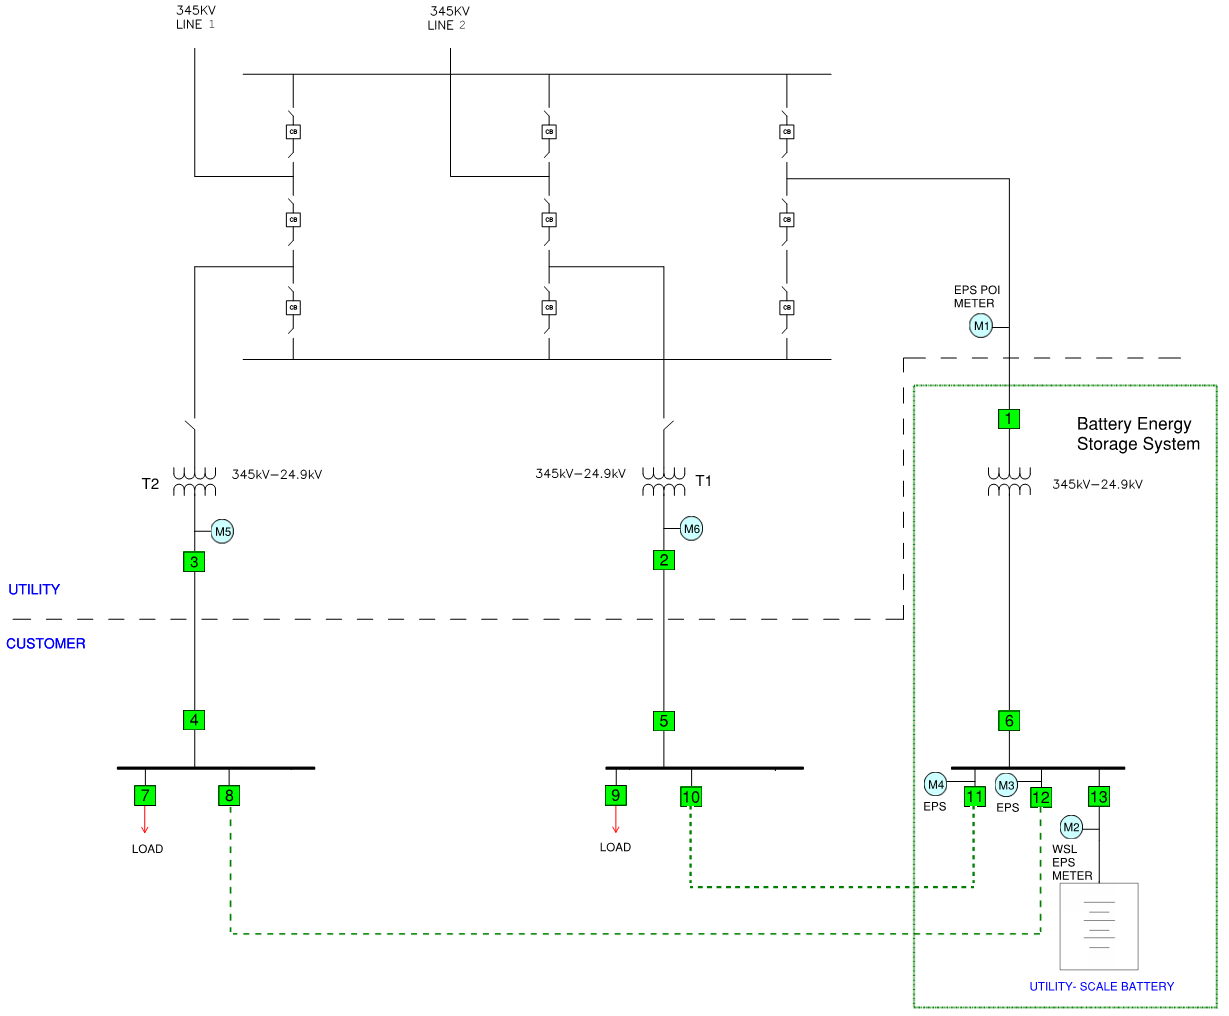 345KV
LINE 1
345KV
LINE 2
CB
CB
CB
CB
CB
CB
CB
CB
CB
EPS POI
METER
M1
1
Battery Energy
Storage System
T2
345kV-24.9kV
345kV-24.9kV
T1
345kV-24.9kV
M5
M6
3
2
UTILITY
CUSTOMER
4
5
6
7
8
9
10
M4
EPS
11
M3
EPS
12
13
LOAD
LOAD
M2
WSL
EPS
METER
UTILITY- SCALE BATTERY